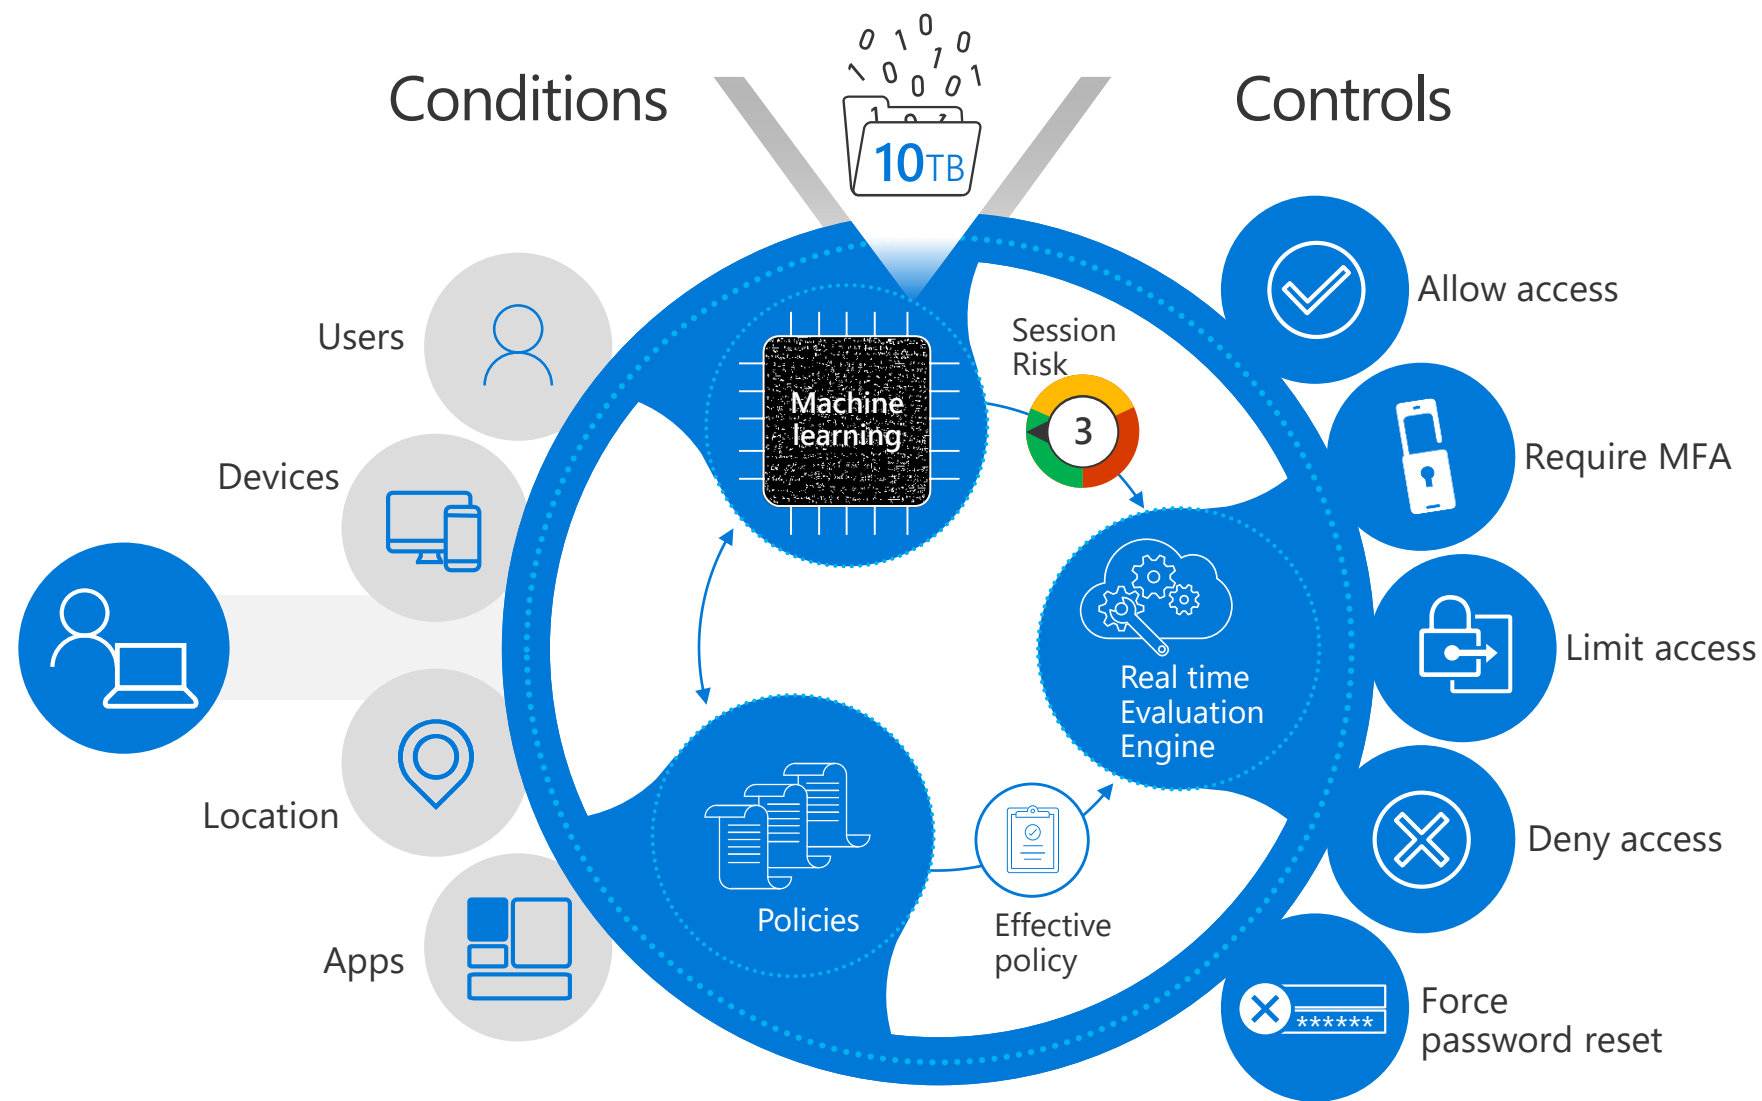 Conditions
Controls
0 1 0 0
1 0 0 1 0 1
1 0 1
10TB
Users
Devices
Location
Apps
Machine
learning
Session
Risk
3
Real time
Evaluation
Engine
Policies
Effective
policy
Allow access
Require MFA
Limit access
Deny access
******
Force
password reset